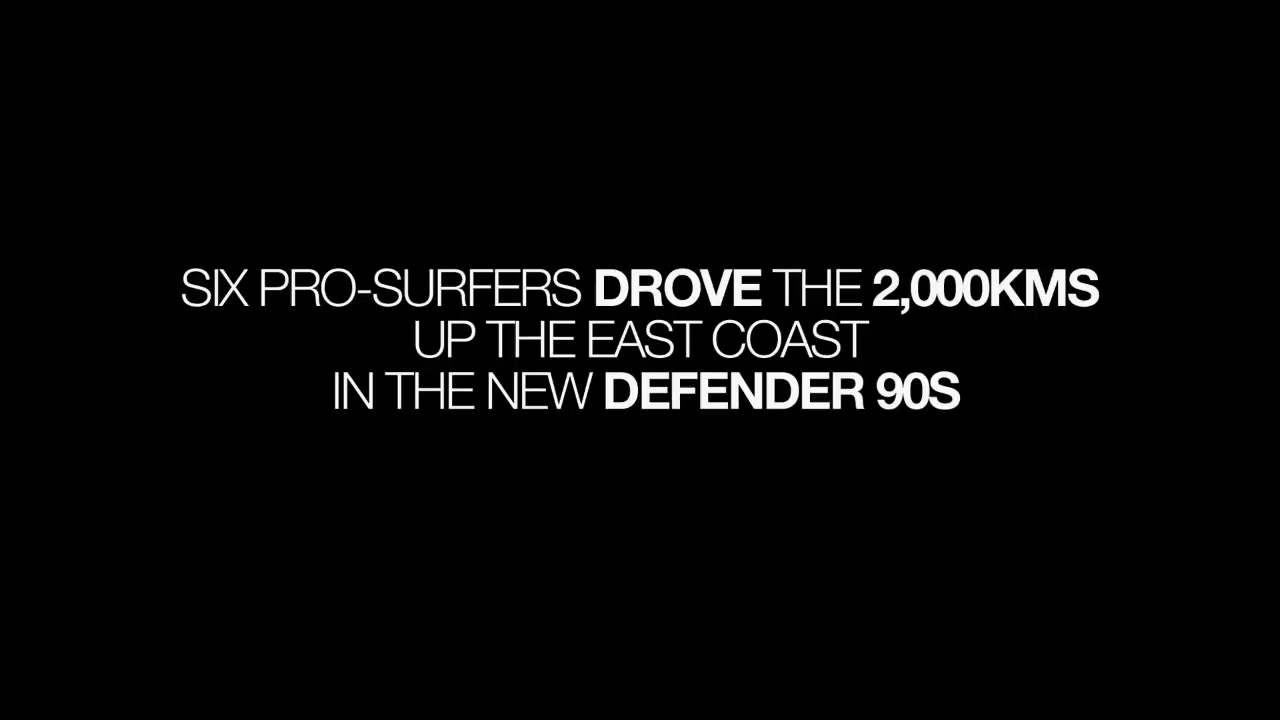 SIX PRO-SURFERS DROVE THE 2,000KMS
UP THE EAST COAST
IN THE NEW DEFENDER 90S